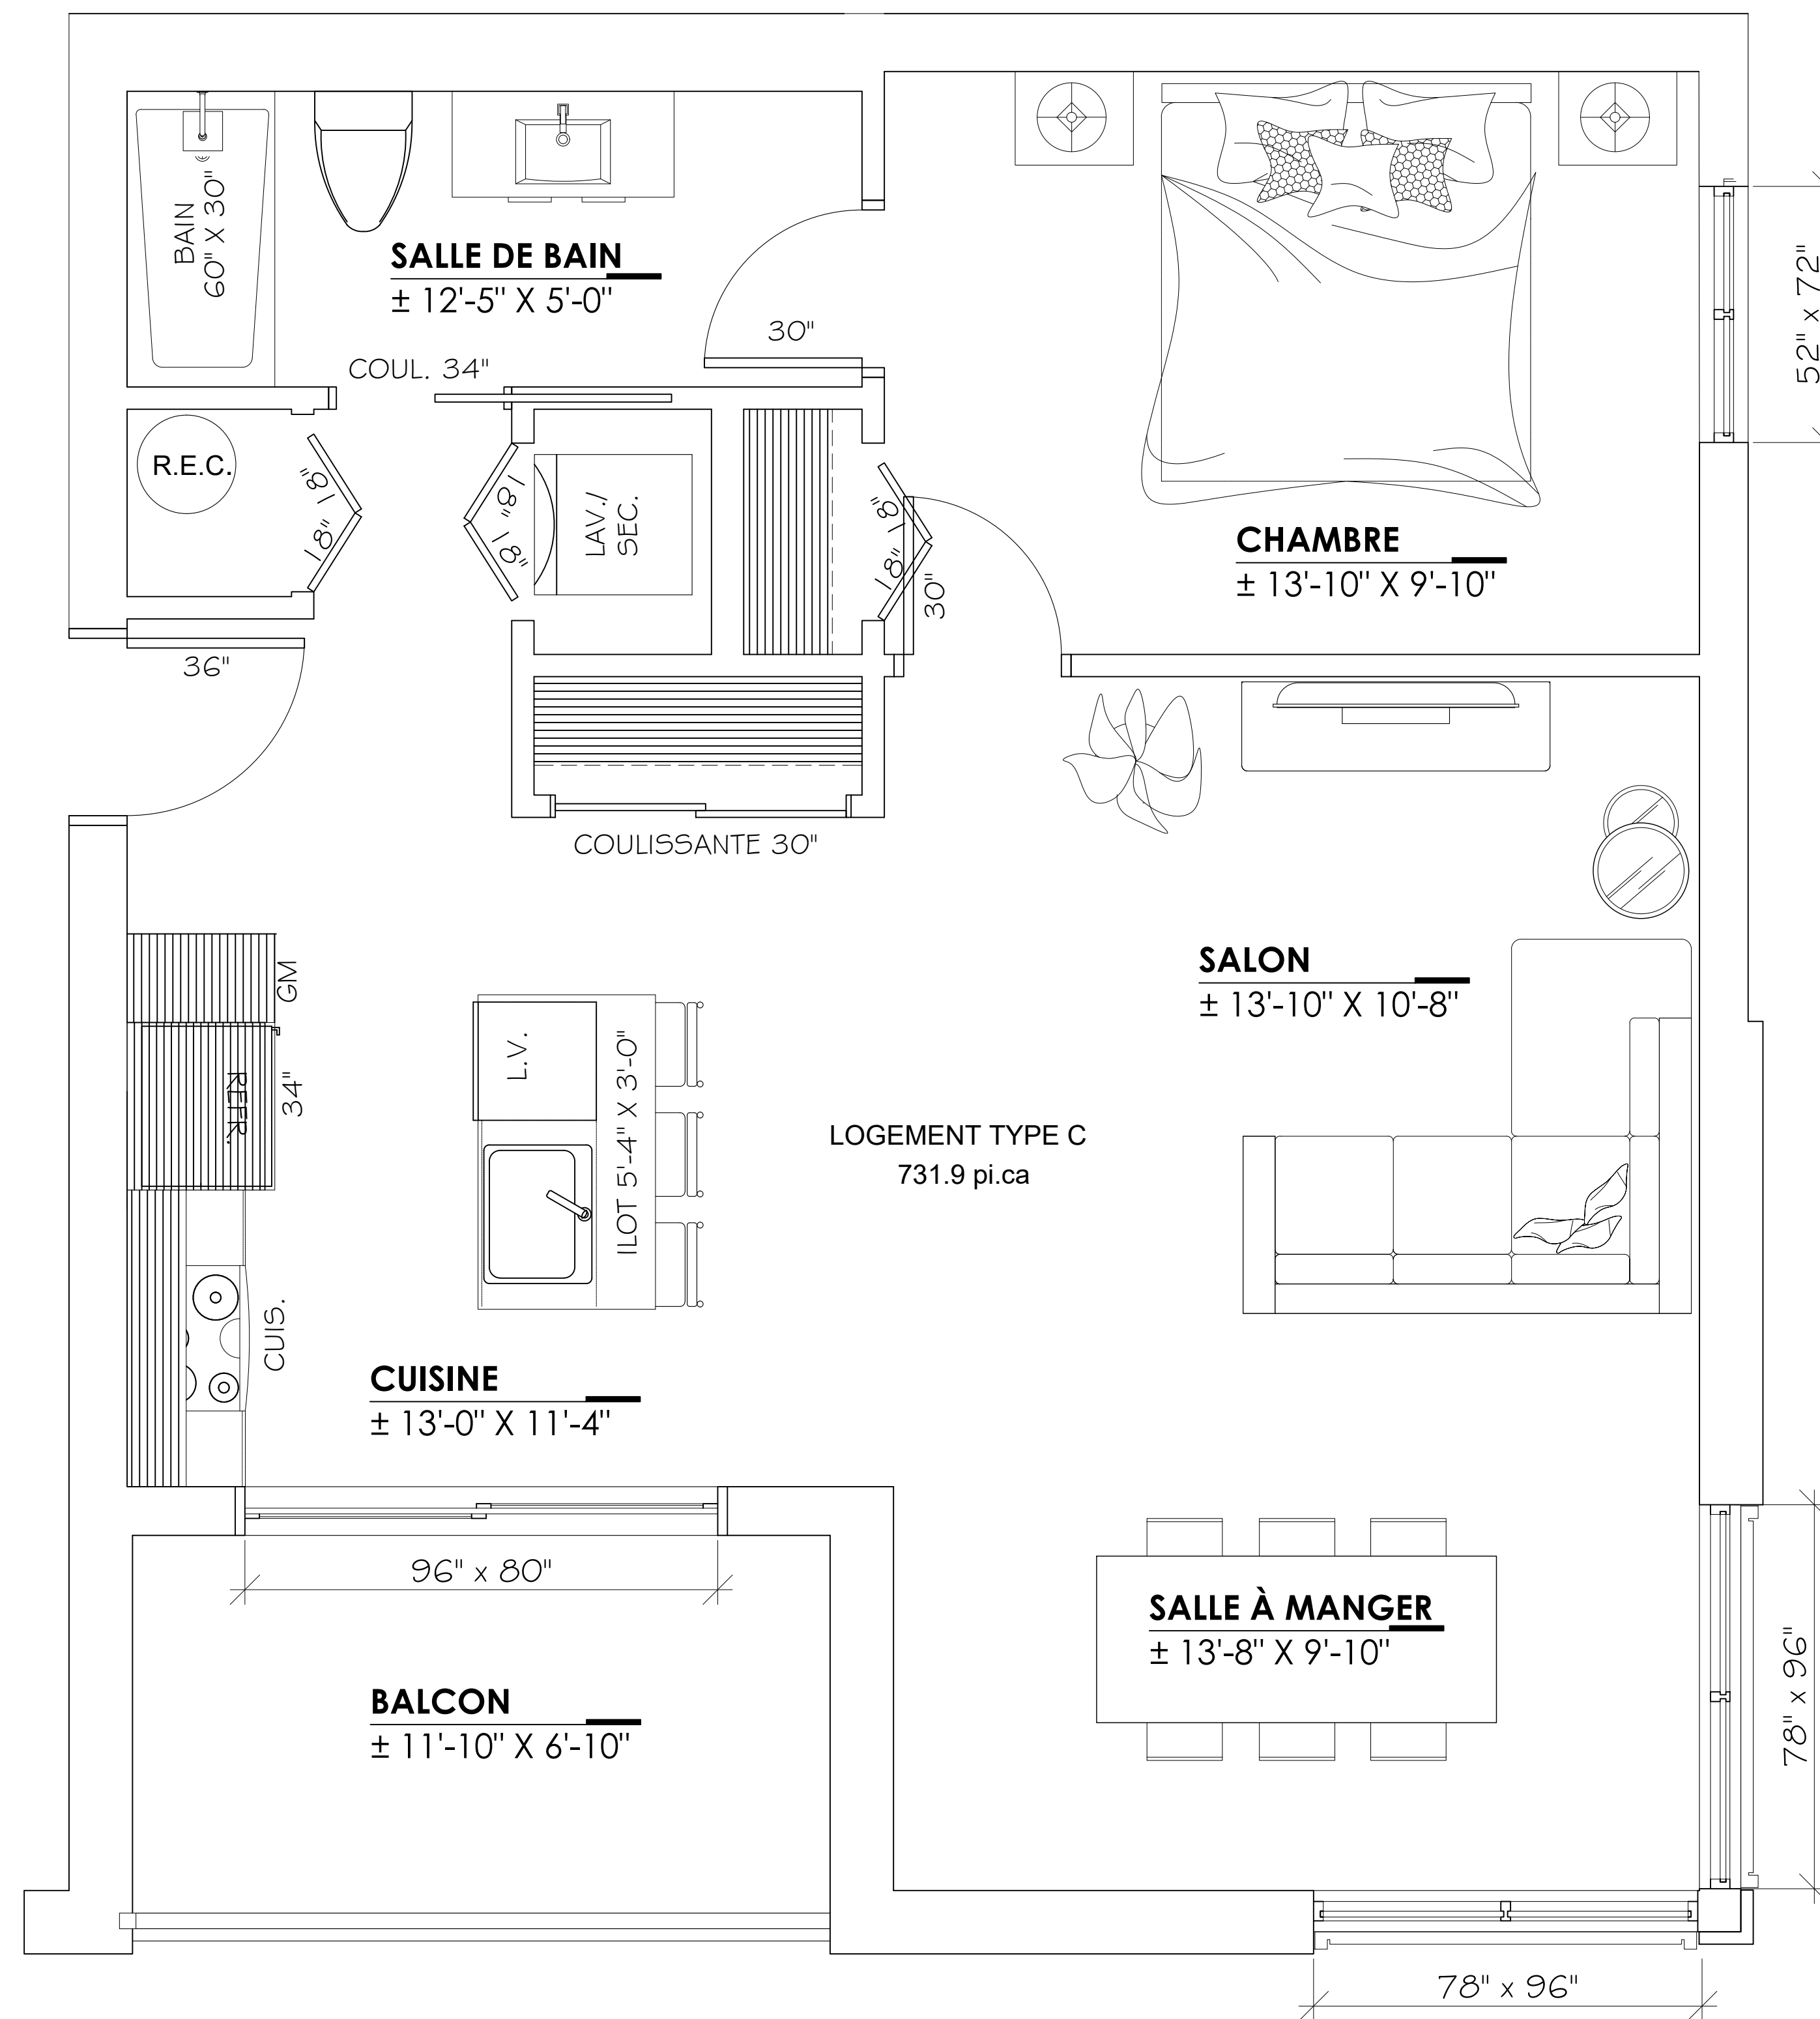 BAIN
60" X 30"
SALLE DE BAIN
± 12'-5" X 5'-0"
30"
COUL. 34"
52" x 72"
R.E.C.
18"
18"
18"
18"
LAV./
SEC.
18"
18"
30"
CHAMBRE
± 13'-10" X 9'-10"
36"
COULISSANTE 30"
GM
REFR.
34"
L.V.
ILOT 5'-4" X 3'-0"
SALON
± 13'-10" X 10'-8"
LOGEMENT TYPE C
731.9 pi.ca
CUIS.
CUISINE
± 13'-0" X 11'-4"
96" x 80"
SALLE À MANGER
± 13'-8" X 9'-10"
78" x 96"
BALCON
± 11'-10" X 6'-10"
78" x 96"